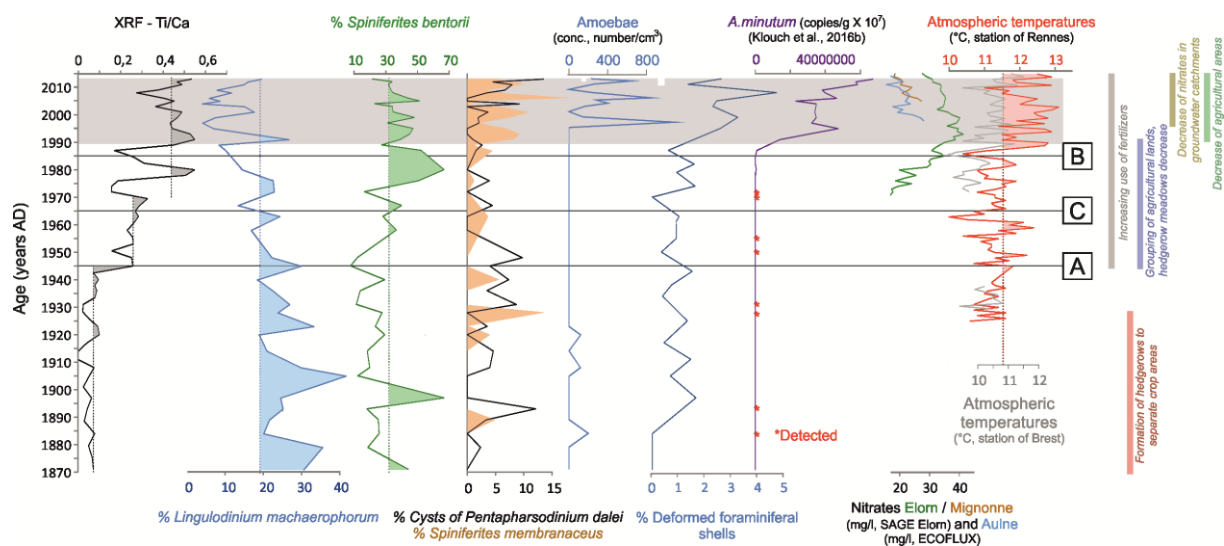 XRF - Ti/Ca
% Spiniferites bentorii
Amoebae
(conc., number/cm³)
A.minutum (copies/g X 10⁷)
(Klouch et al., 2016b)
Atmospheric temperatures
(°C, station of Rennes)
0 0,2 0,4 0,6
10 30 50 70
0 400 800
0 40000000
10 11 12 13
Age (years AD)
2010
2000
1990
1980
1970
1960
1950
1940
1930
1920
1910
1900
1890
1880
1870
B
C
A
*Detected
10 11 12
Atmospheric
temperatures
(°C, station of Brest)
Increasing use of fertilizers
Grouping of agricultural lands,
hedgerow meadows decrease
Decrease of nitrates in
groundwater catchments
Decrease of agricultural areas
Formation of hedgerows to
separate crop areas
0 10 20 30 40
0 5 10 15
0 1 2 3 4 5
20 30 40
% Lingulodinium machaerophorum
% Cysts of Pentapharsodinium dalei
% Spiniferites membranaceus
% Deformed foraminiferal
shells
Nitrates Elorn / Mignonne
(mg/l, SAGE Elorn) and Aulne
(mg/l, ECOFLUX)